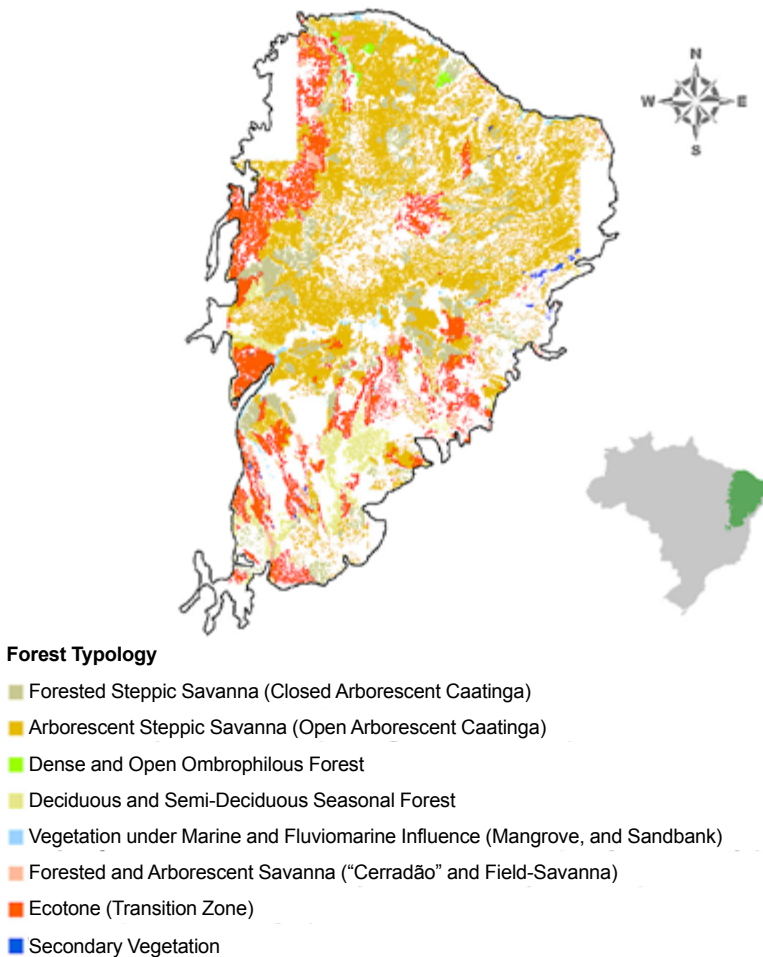 N
W E
S
Forest Typology
Forested Steppic Savanna (Closed Arborescent Caatinga)
Arborescent Steppic Savanna (Open Arborescent Caatinga)
Dense and Open Ombrophilous Forest
Deciduous and Semi-Deciduous Seasonal Forest
Vegetation under Marine and Fluviomarine Influence (Mangrove, and Sandbank)
Forested and Arborescent Savanna (“Cerradão” and Field-Savanna)
Ecotone (Transition Zone)
Secondary Vegetation